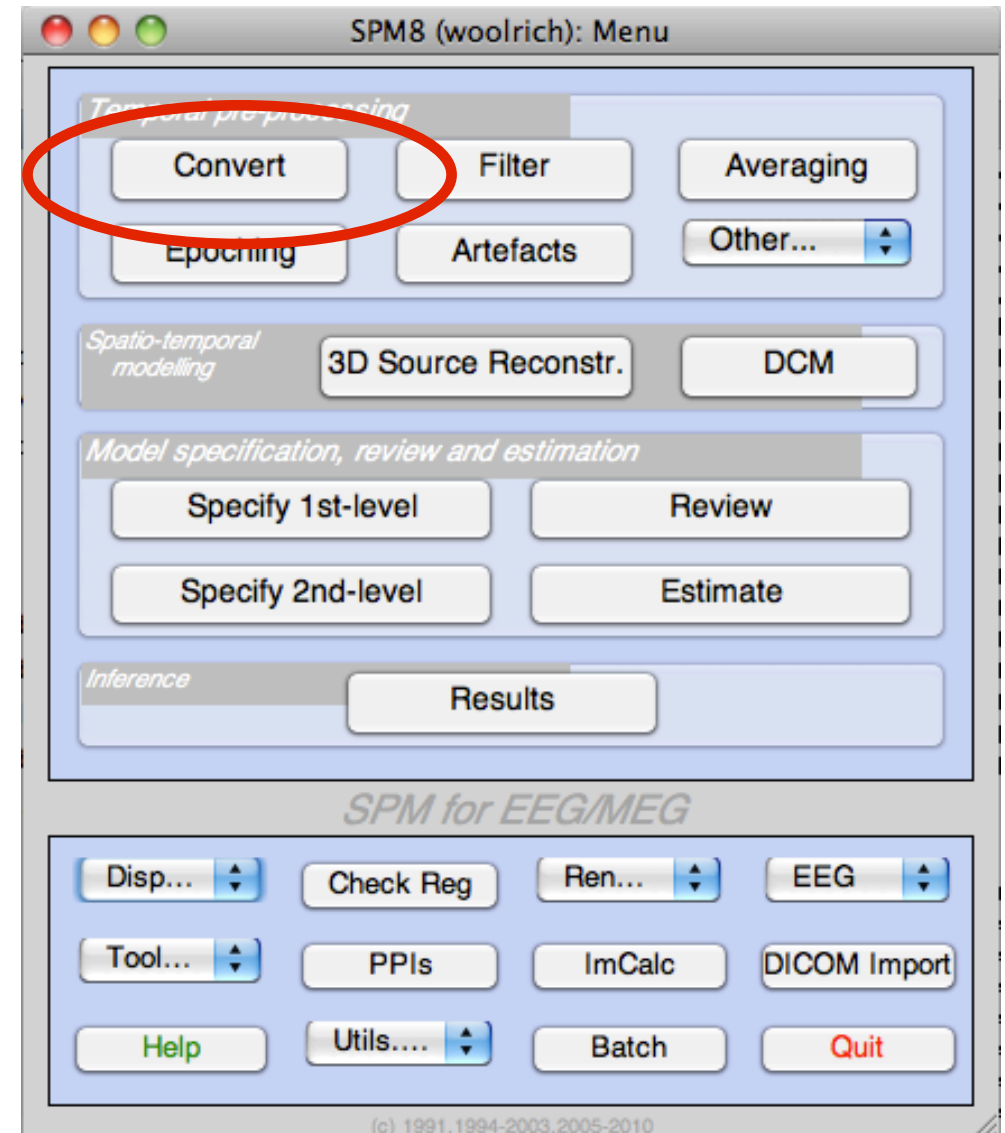 SPM8 (woolrich): Menu
Temporal pre-processing
Convert Filter Averaging
Epoching Artefacts Other...
Spatio-temporal
modelling
3D Source Reconstr. DCM
Model specification, review and estimation
Specify 1st-level Review
Specify 2nd-level Estimate
Inference
Results
SPM for EEG/MEG
Disp... Check Reg Ren... EEG
Tool... PPIs ImCalc DICOM Import
Help Utils.... Batch Quit
(c) 1991,1994-2003,2005-2010